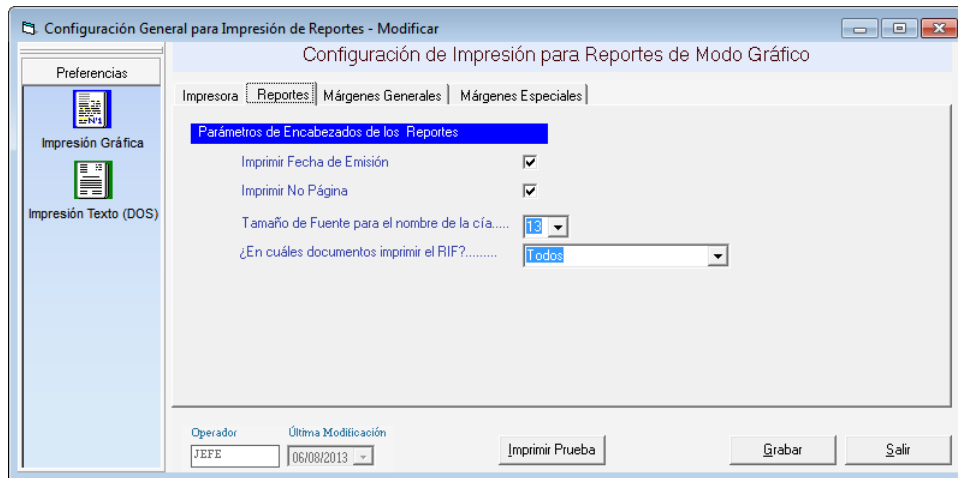 Configuración General para Impresión de Reportes - Modificar
Configuración de Impresión para Reportes de Modo Gráfico
Preferencias
Impresión Gráfica
Impresión Texto (DOS)
Impresora Reportes Márgenes Generales Márgenes Especiales
Parámetros de Encabezados de los Reportes
Imprimir Fecha de Emisión
Imprimir No Página
Tamaño de Fuente para el nombre de la cía..... 13
¿En cuáles documentos imprimir el RIF?......... Todos
Operador Última Modificación
JEFE 06/08/2013
Imprimir Prueba Grabar Salir